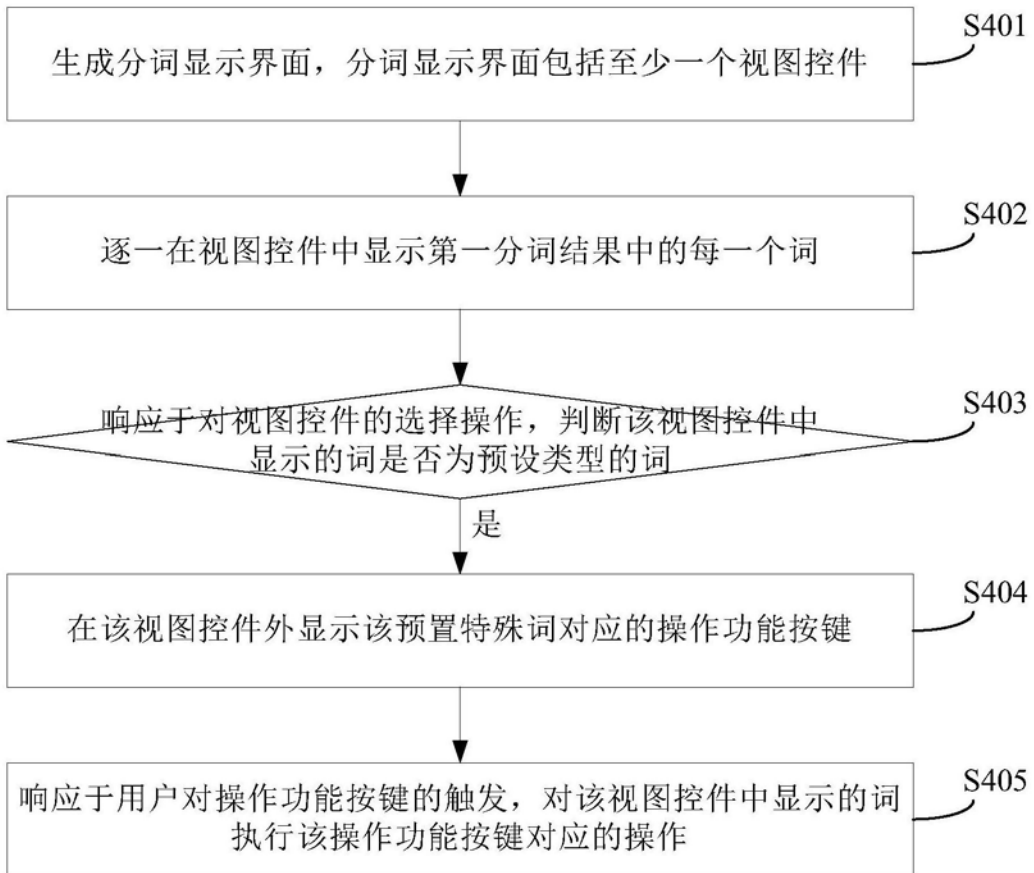 S401
生成分词显示界面，分词显示界面包括至少一个视图控件
S402
逐一在视图控件中显示第一分词结果中的每一个词
S403
响应于对视图控件的选择操作，判断该视图控件中
显示的词是否为预设类型的词
是
S404
在该视图控件外显示该预置特殊词对应的操作功能按键
S405
响应于用户对操作功能按键的触发，对该视图控件中显示的词
执行该操作功能按键对应的操作